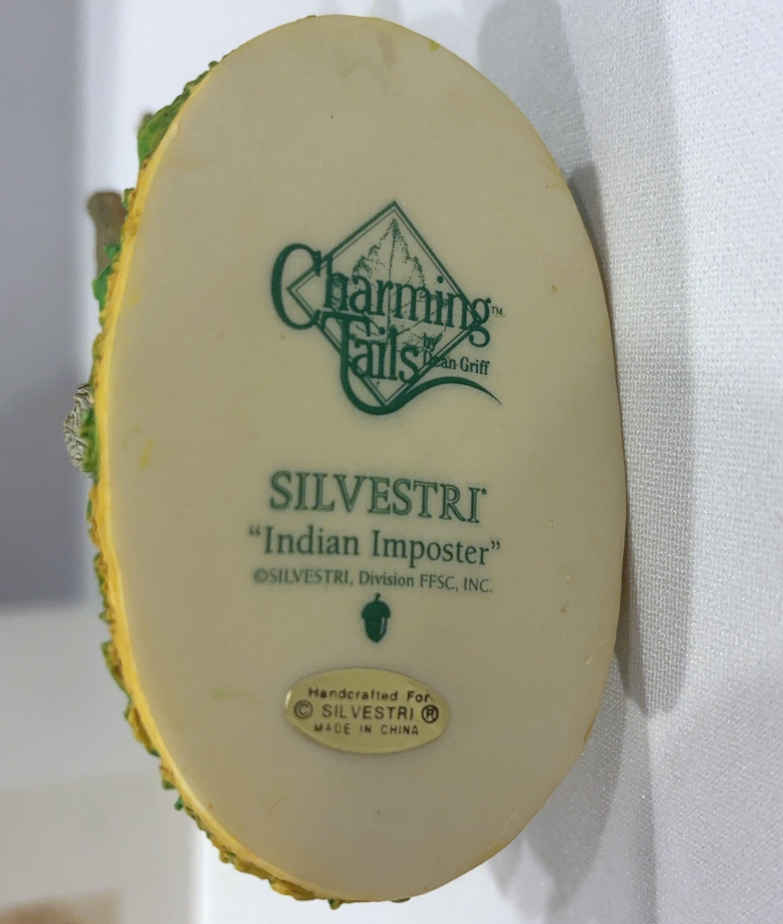 Charming™
Tails
by
Dean Griff
SILVESTRI®
“Indian Imposter”
©SILVESTRI, Division FFSC, INC.
Handcrafted For
© SILVESTRI ®
MADE IN CHINA